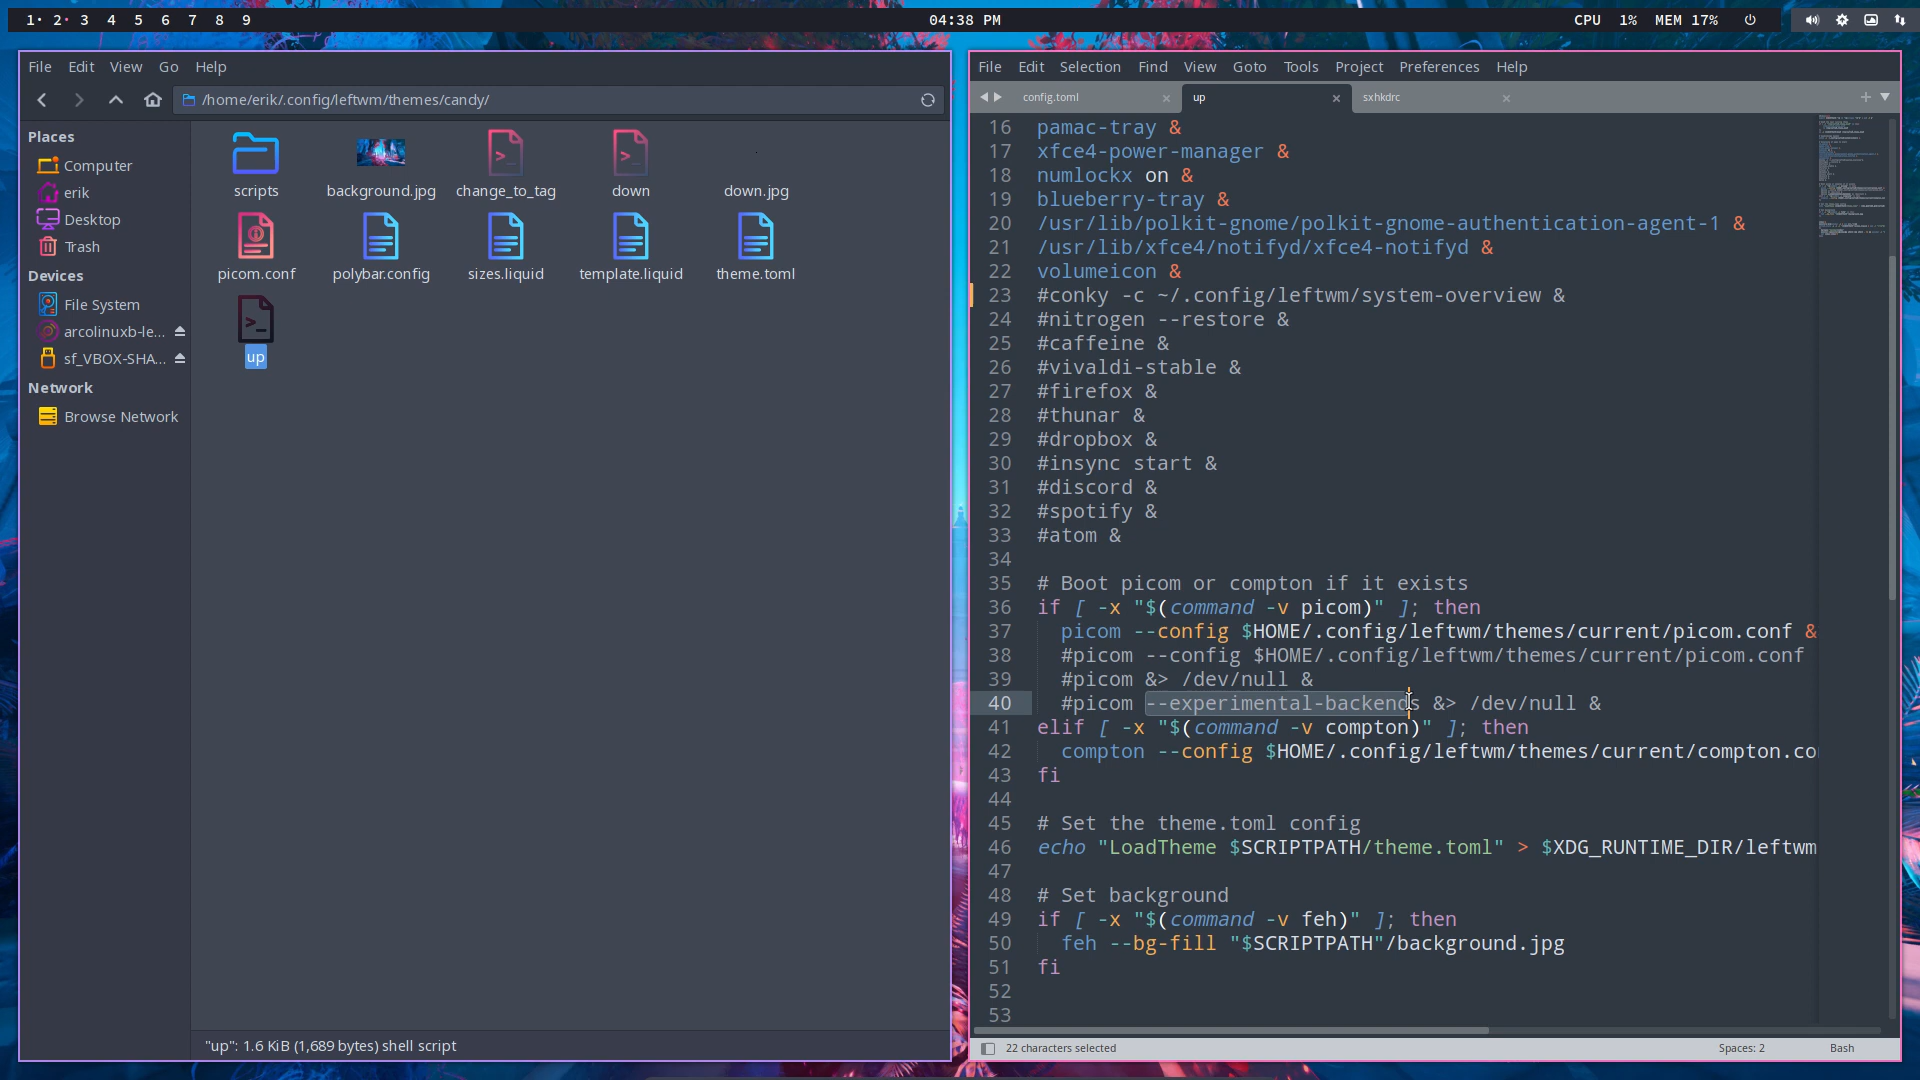 1· 2· 3 4 5 6 7 8 9
04:38 PM
CPU 1% MEM 17%
File Edit View Go Help
/home/erik/.config/leftwm/themes/candy/
Places
Computer
erik
Desktop
Trash
Devices
File System
arcolinuxb-le...
sf_VBOX-SHA...
Network
Browse Network
scripts
background.jpg
change_to_tag
down
down.jpg
picom.conf
polybar.config
sizes.liquid
template.liquid
theme.toml
up
"up": 1.6 KiB (1,689 bytes) shell script
File Edit Selection Find View Goto Tools Project Preferences Help
config.toml
up
sxhkdrc
16 pamac-tray &
17 xfce4-power-manager &
18 numlockx on &
19 blueberry-tray &
20 /usr/lib/polkit-gnome/polkit-gnome-authentication-agent-1 &
21 /usr/lib/xfce4/notifyd/xfce4-notifyd &
22 volumeicon &
23 #conky -c ~/.config/leftwm/system-overview &
24 #nitrogen --restore &
25 #caffeine &
26 #vivaldi-stable &
27 #firefox &
28 #thunar &
29 #dropbox &
30 #insync start &
31 #discord &
32 #spotify &
33 #atom &
34
35 # Boot picom or compton if it exists
36 if [ -x "$(command -v picom)" ]; then
37 picom --config $HOME/.config/leftwm/themes/current/picom.conf &
38 #picom --config $HOME/.config/leftwm/themes/current/picom.conf
39 #picom &> /dev/null &
40 #picom --experimental-backends &> /dev/null &
41 elif [ -x "$(command -v compton)" ]; then
42 compton --config $HOME/.config/leftwm/themes/current/compton.co
43 fi
44
45 # Set the theme.toml config
46 echo "LoadTheme $SCRIPTPATH/theme.toml" > $XDG_RUNTIME_DIR/leftwm
47
48 # Set background
49 if [ -x "$(command -v feh)" ]; then
50 feh --bg-fill "$SCRIPTPATH"/background.jpg
51 fi
52
53
22 characters selected
Spaces: 2
Bash